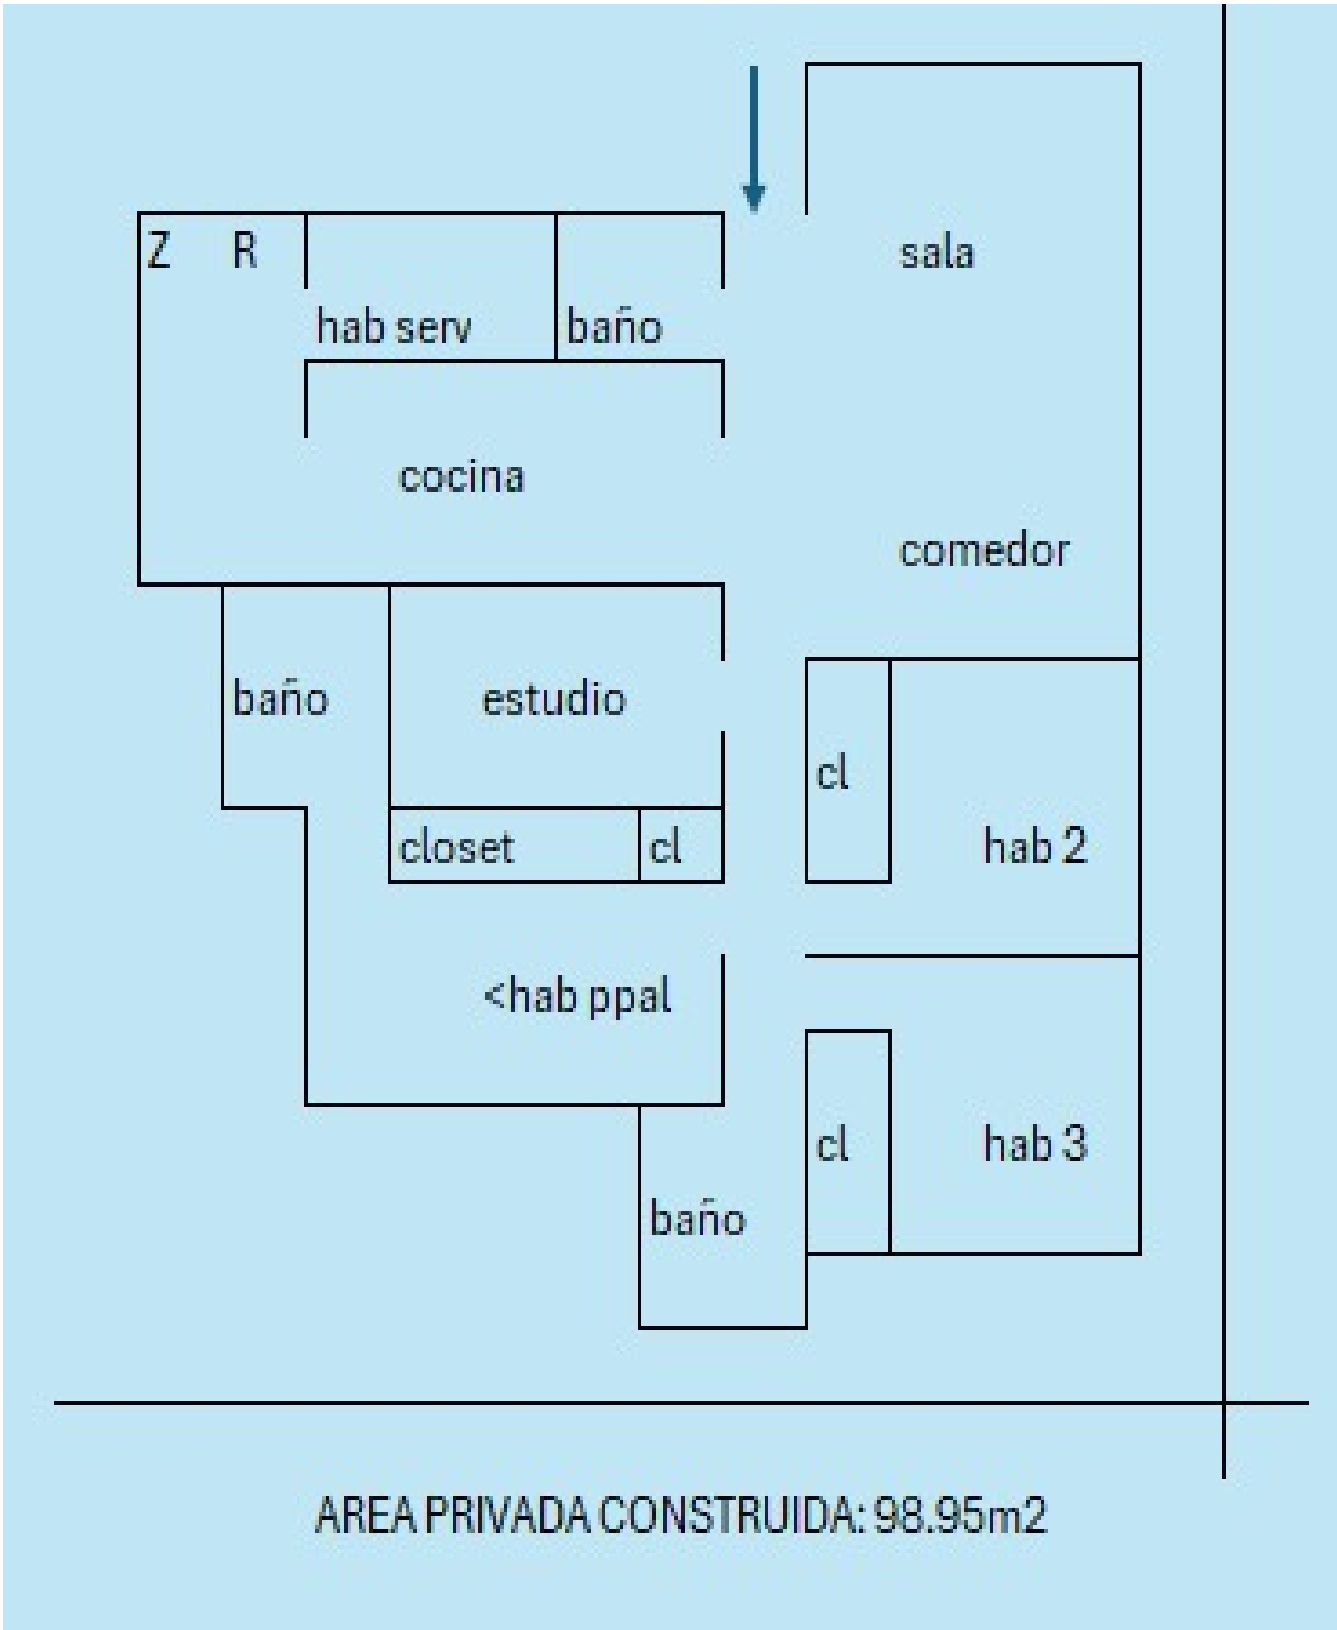 Z R
sala
hab serv
baño
cocina
comedor
baño
estudio
cl
closet
cl
hab 2
<hab ppal
cl
hab 3
baño
AREA PRIVADA CONSTRUIDA: 98.95m2